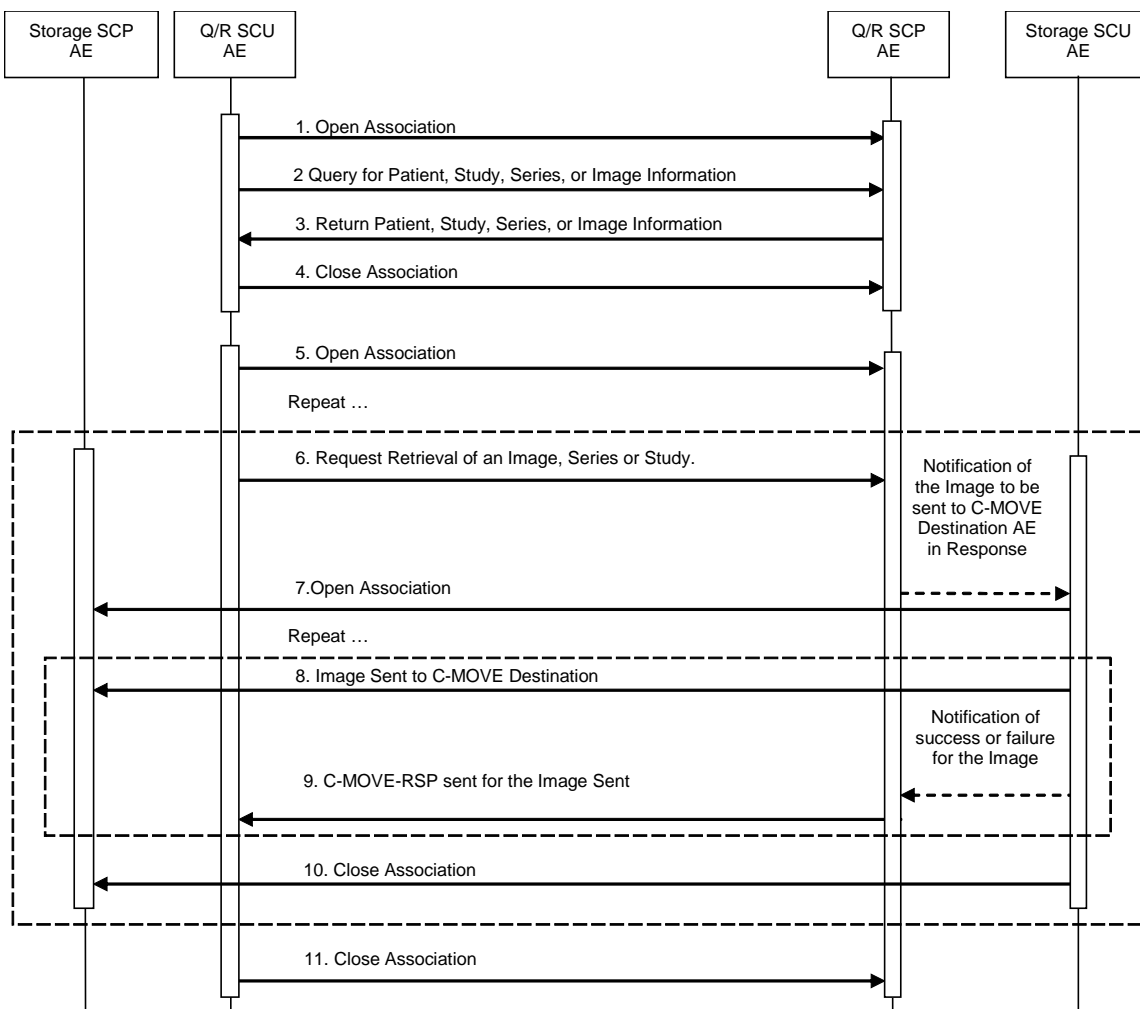 Storage SCP
AE
Q/R SCU
AE
Q/R SCP
AE
Storage SCU
AE
1. Open Association
2 Query for Patient, Study, Series, or Image Information
3. Return Patient, Study, Series, or Image Information
4. Close Association
5. Open Association
Repeat …
6. Request Retrieval of an Image, Series or Study.
Notification of
the Image to be
sent to C-MOVE
Destination AE
in Response
7.Open Association
Repeat …
8. Image Sent to C-MOVE Destination
Notification of
success or failure
for the Image
9. C-MOVE-RSP sent for the Image Sent
10. Close Association
11. Close Association